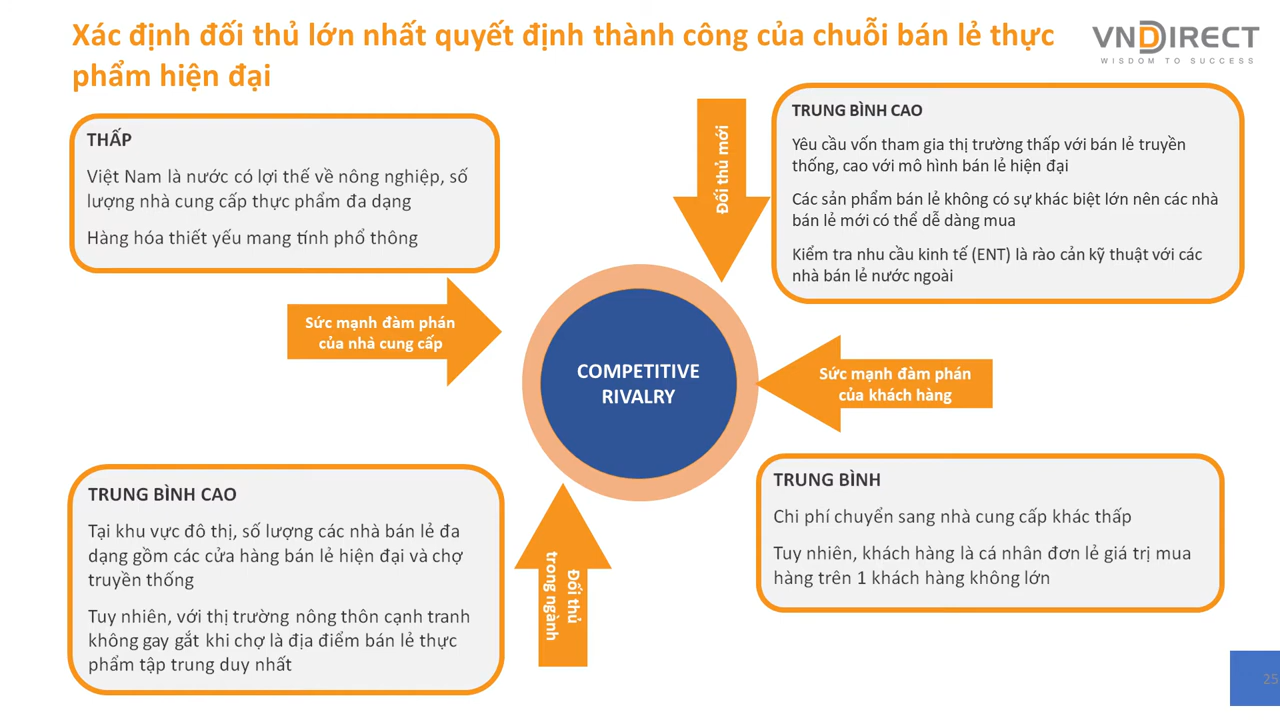 Xác định đối thủ lớn nhất quyết định thành công của chuỗi bán lẻ thực
phẩm hiện đại
VNDIRECT
WISDOM TO SUCCESS
THẤP
Việt Nam là nước có lợi thế về nông nghiệp, số
lượng nhà cung cấp thực phẩm đa dạng
Hàng hóa thiết yếu mang tính phổ thông
Đối thủ mới
TRUNG BÌNH CAO
Yêu cầu vốn tham gia thị trường thấp với bán lẻ truyền
thống, cao với mô hình bán lẻ hiện đại
Các sản phẩm bán lẻ không có sự khác biệt lớn nên các nhà
bán lẻ mới có thể dễ dàng mua
Kiểm tra nhu cầu kinh tế (ENT) là rào cản kỹ thuật với các
nhà bán lẻ nước ngoài
Sức mạnh đàm phán
của nhà cung cấp
COMPETITIVE
RIVALRY
Sức mạnh đàm phán
của khách hàng
TRUNG BÌNH CAO
Tại khu vực đô thị, số lượng các nhà bán lẻ đa
dạng gồm các cửa hàng bán lẻ hiện đại và chợ
truyền thống
Tuy nhiên, với thị trường nông thôn cạnh tranh
không gay gắt khi chợ là địa điểm bán lẻ thực
phẩm tập trung duy nhất
Đối thủ
trong ngành
TRUNG BÌNH
Chi phí chuyển sang nhà cung cấp khác thấp
Tuy nhiên, khách hàng là cá nhân đơn lẻ giá trị mua
hàng trên 1 khách hàng không lớn
25